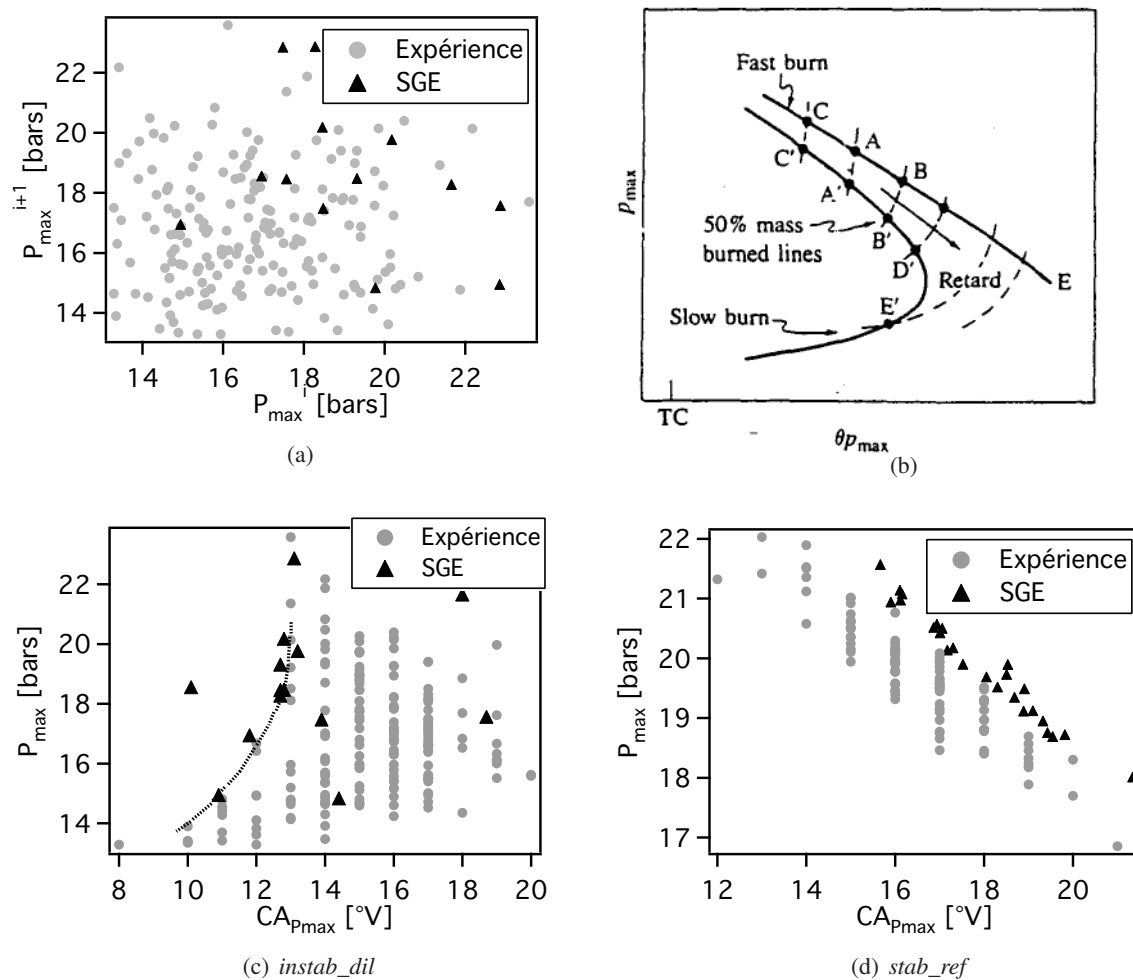 Expérience
SGE
22
20
18
16
14
P_max^{i+1} [bars]
14 16 18 20 22
P_max^i [bars]
(a)
Fast burn
C
C'
A
A'
B
50% mass
burned lines
B'
D'
Retard
E
Slow burn
E'
p_max
TC
θp_max
(b)
Expérience
SGE
22
20
18
16
14
P_max [bars]
8 10 12 14 16 18 20
CA_Pmax [°V]
(c) instab_dil
Expérience
SGE
22
21
20
19
18
17
P_max [bars]
12 14 16 18 20
CA_Pmax [°V]
(d) stab_ref